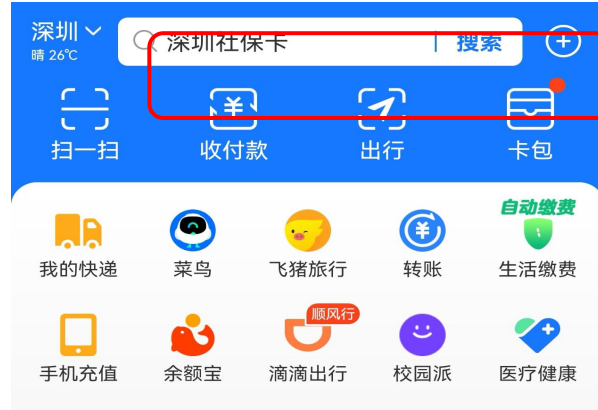 深圳
晴 26℃
深圳社保卡
搜索
扫一扫 收付款 出行 卡包
自动缴费
我的快递 菜鸟 飞猪旅行 转账 生活缴费
顺风行
手机充值 余额宝 滴滴出行 校园派 医疗健康